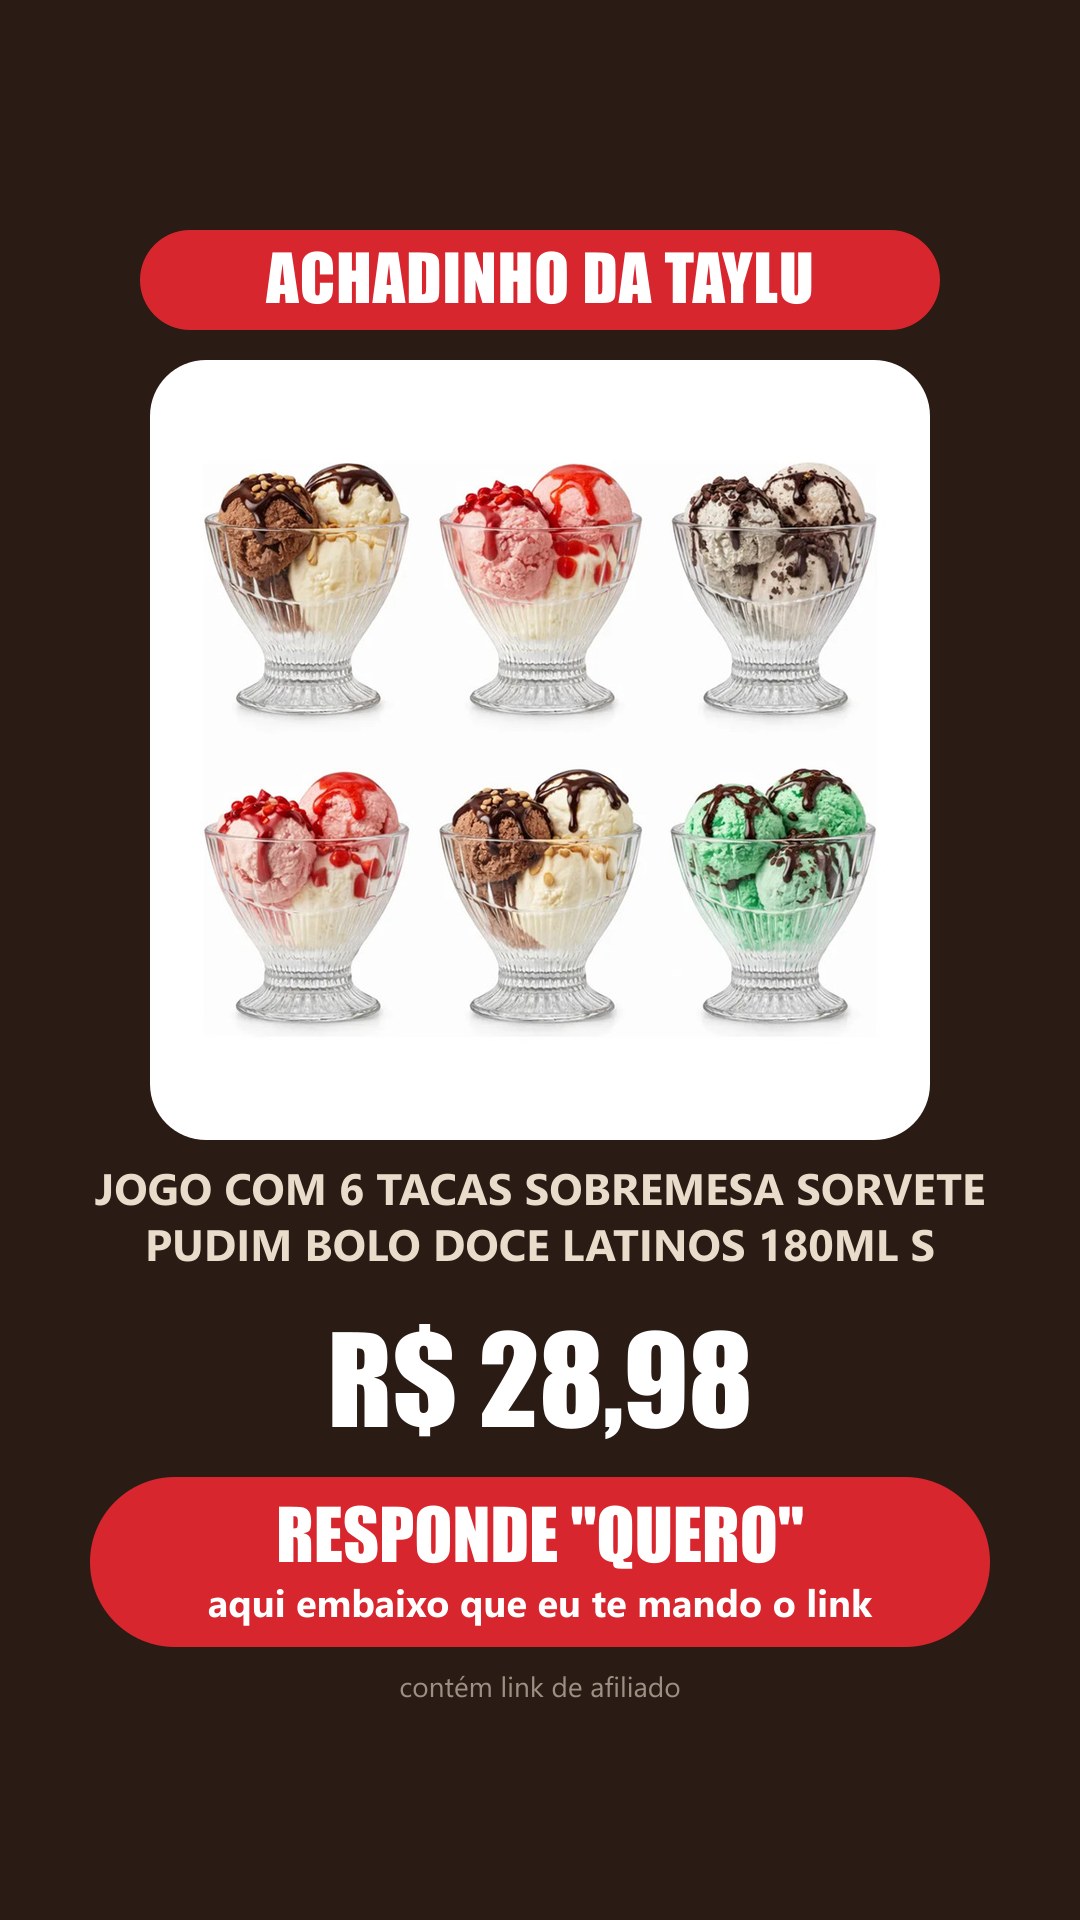 ACHADINHO DA TAYLU
JOGO COM 6 TACAS SOBREMESA SORVETE
PUDIM BOLO DOCE LATINOS 180ML S
R$ 28,98
RESPONDE "QUERO"
aqui embaixo que eu te mando o link
contém link de afiliado